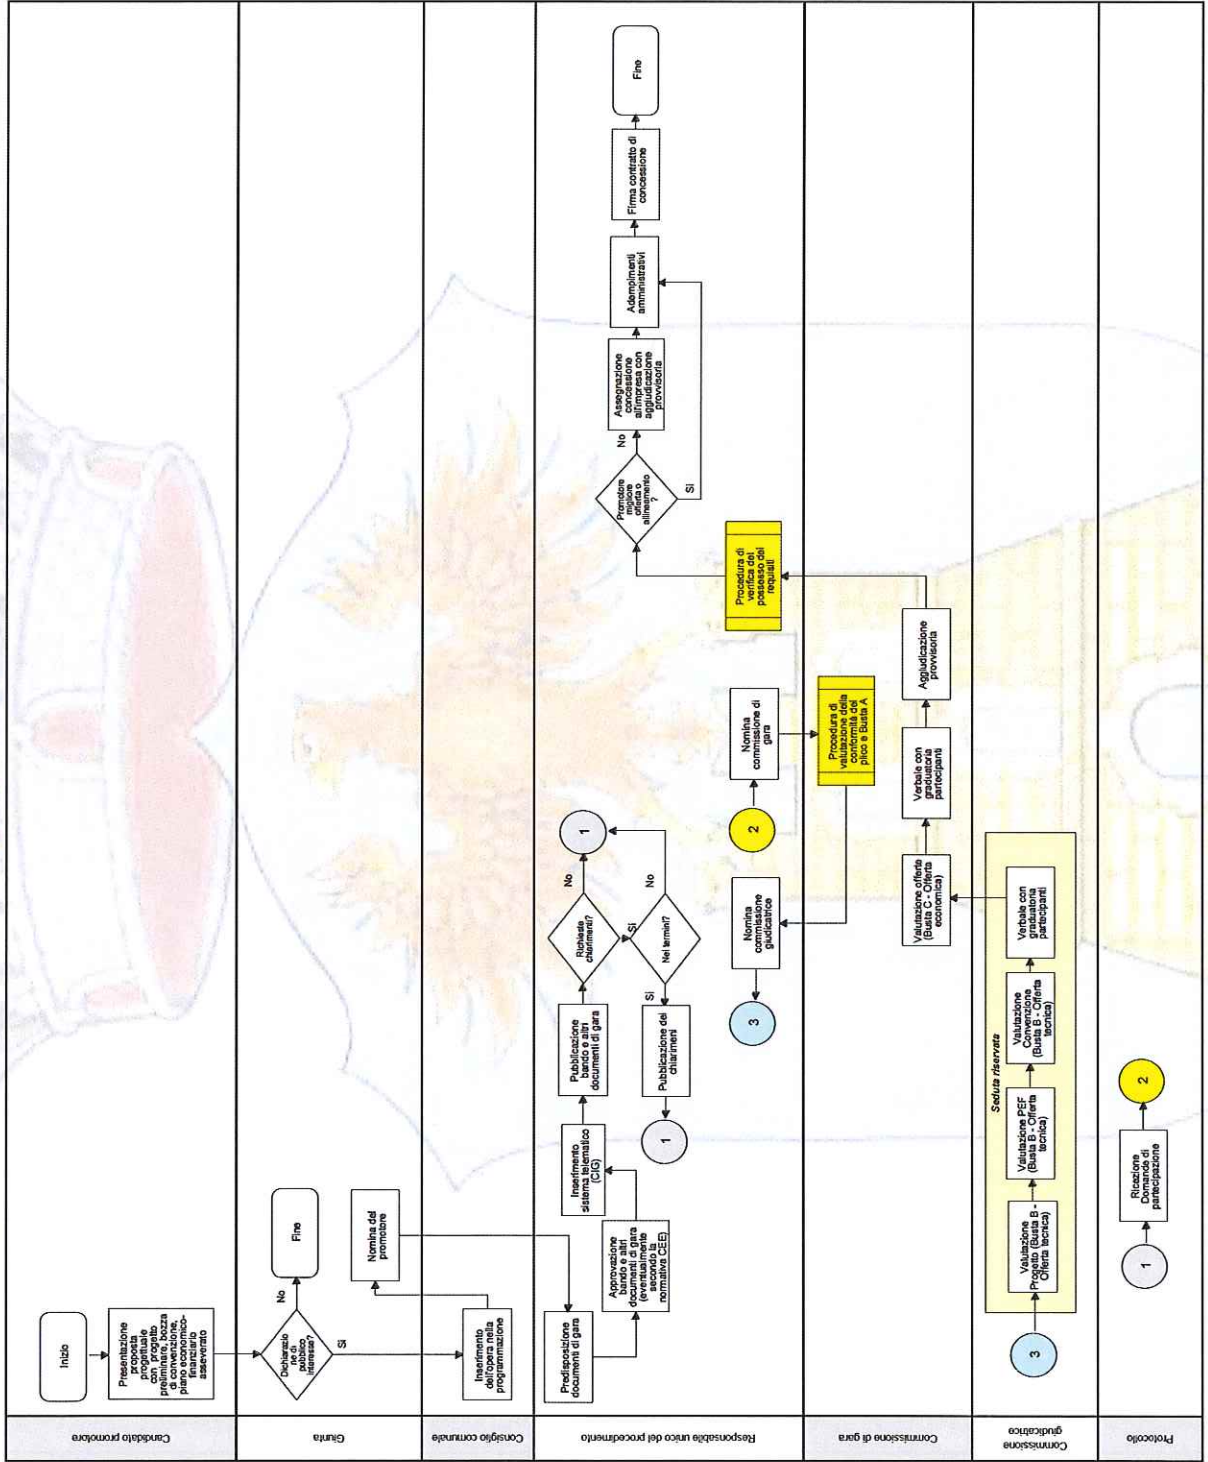 Candidato promotore
Inizio
Presentazione
proposta
progettuale
con progetto
preliminare, bozza
di convenzione,
piano economico-
finanziario
asseverato
Giunta
Dichiarazio
ne di
pubblico
interesse?
No
Fine
Si
Consiglio comunale
Inserimento
dell'opera nella
programmazione
Nomina del
promotore
Responsabile unico del procedimento
Predisposizione
documenti di gara
Approvazione
bando e altri
documenti di gara
(eventualmente
secondo la
normativa CEE)
Inserimento
sistema telematico
(CIG)
Pubblicazione
bando e altri
documenti di gara
Richieste
chiarimenti?
No
1
Si
Nei termini?
No
Si
Pubblicazione dei
chiarimeni
1
2
Nomina
commissione di
gara
Nomina
commissione
giudicatrice
3
Procedura di
verifica del
possesso dei
requisiti
Promotore
migliore
offerta o
allineamento
?
No
Si
Assegnazione
concessione
all'impresa con
aggiudicazione
provvisoria
Adempimenti
amministrativi
Firma contratto di
concessione
Fine
Commissione di gara
Procedura di
valutazione della
conformità del
plico e Busta A
Valutazione offerte
(Busta C - Offerta
economica)
Verbale con
graduatoria
partecipanti
Aggiudicazione
provvisoria
Commissione
giudicatrice
3
Seduta riservata
Valutazione
Progetto (Busta B -
Offerta tecnica)
Valutazione PEF
(Busta B - Offerta
tecnica)
Valutazione
Convenzione
(Busta B - Offerta
tecnica)
Verbale con
graduatoria
partecipanti
Protocollo
1
Ricezione
Domande di
partecipazione
2